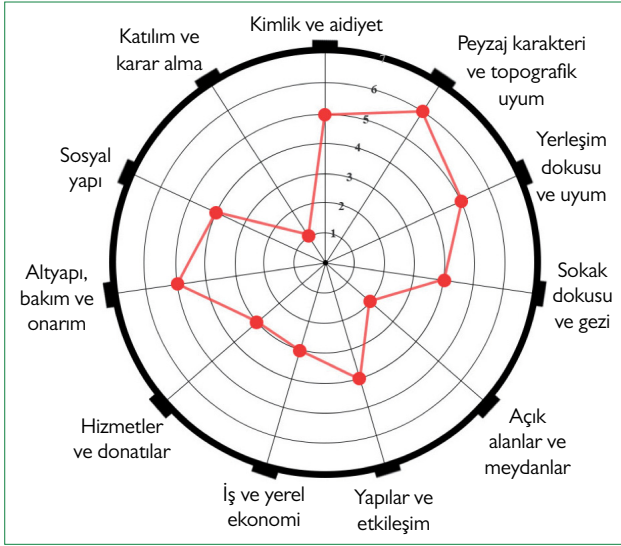 Kimlik ve aidiyet
Peyzaj karakteri
ve topografik
uyum
Yerleşim
dokusu
ve uyum
Sokak
dokusu
ve gezi
Açık
alanlar ve
meydanlar
Yapılar ve
etkileşim
İş ve yerel
ekonomi
Hizmetler
ve donatılar
Altyapı,
bakım ve
onarım
Sosyal
yapı
Katılım ve
karar alma
7
6
5
4
3
2
1